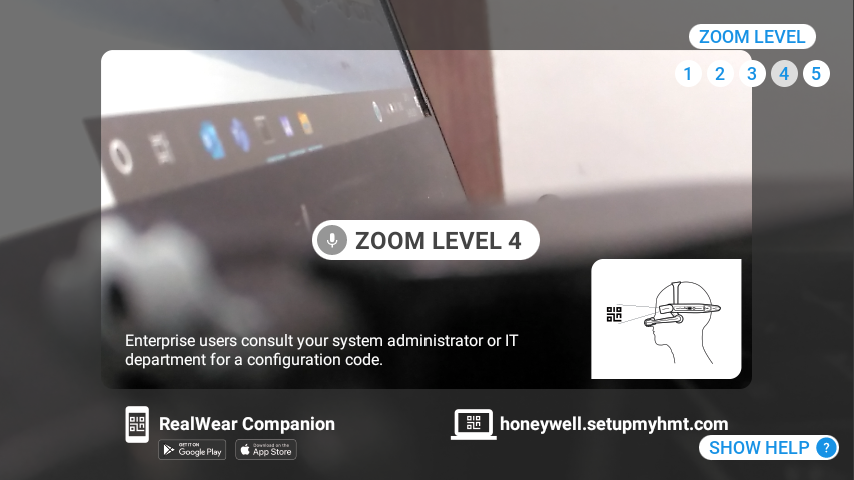 ZOOM LEVEL
1 2 3 4 5
ZOOM LEVEL 4
Enterprise users consult your system administrator or IT
department for a configuration code.
RealWear Companion
GET IT ON
Google Play
Download on the
App Store
honeywell.setupmyhmt.com
SHOW HELP ?